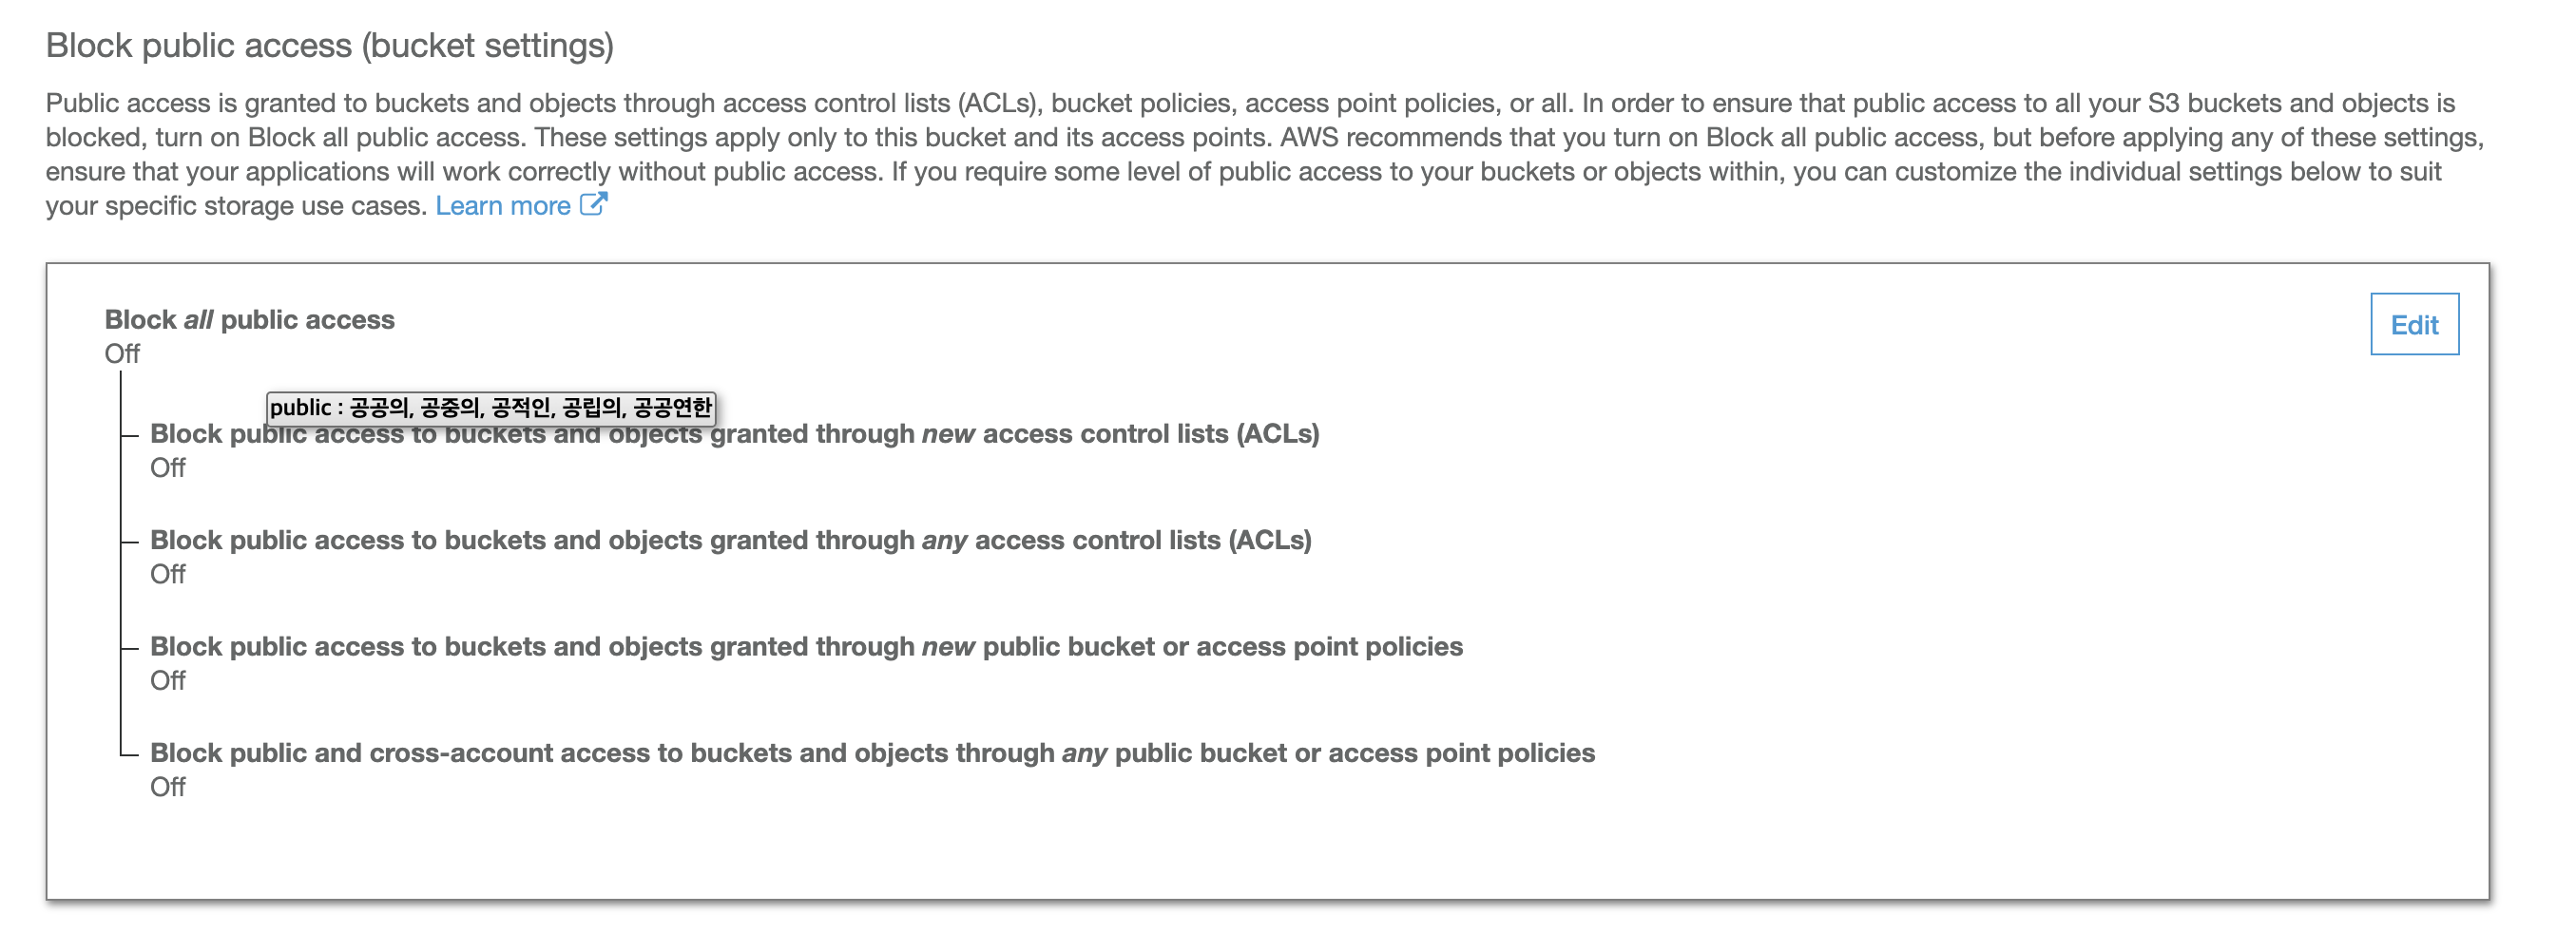 Block public access (bucket settings)
Public access is granted to buckets and objects through access control lists (ACLs), bucket policies, access point policies, or all. In order to ensure that public access to all your S3 buckets and objects is
blocked, turn on Block all public access. These settings apply only to this bucket and its access points. AWS recommends that you turn on Block all public access, but before applying any of these settings,
ensure that your applications will work correctly without public access. If you require some level of public access to your buckets or objects within, you can customize the individual settings below to suit
your specific storage use cases. Learn more
Block all public access
Edit
Off
public : 공공의, 공중의, 공적인, 공립의, 공공연한
Block public access to buckets and objects granted through new access control lists (ACLs)
Off
Block public access to buckets and objects granted through any access control lists (ACLs)
Off
Block public access to buckets and objects granted through new public bucket or access point policies
Off
Block public and cross-account access to buckets and objects through any public bucket or access point policies
Off